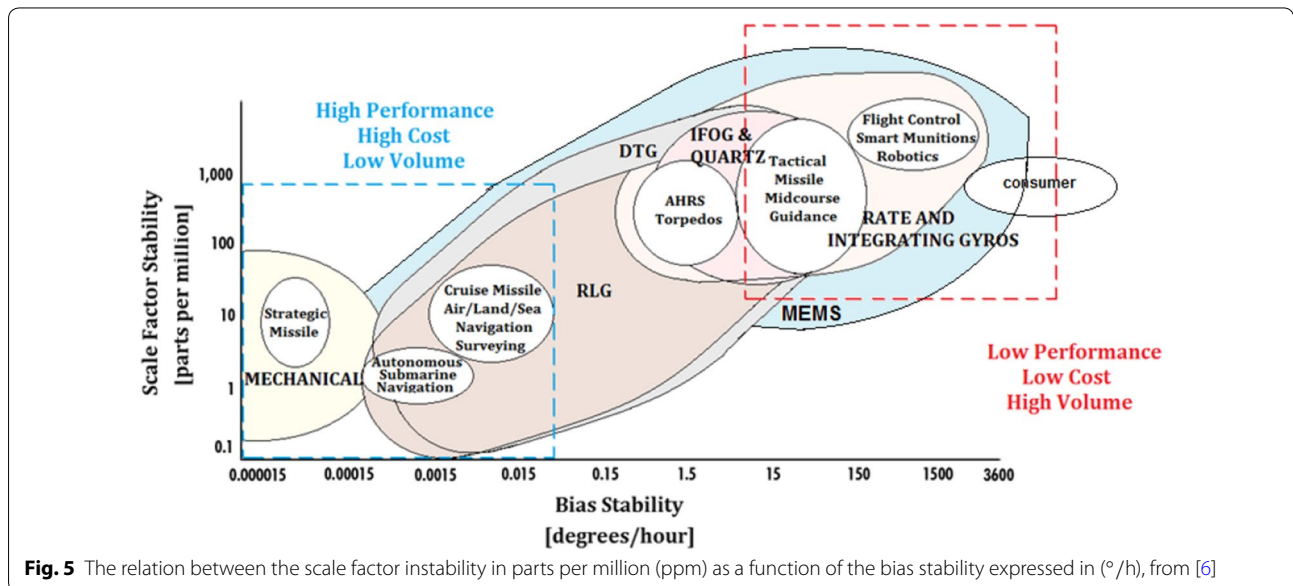 High Performance
High Cost
Low Volume
DTG
IFOG &
QUARTZ
Flight Control
Smart Munitions
Robotics
Tactical
Missile
Midcourse
Guidance
consumer
AHRS
Torpedos
RATE AND
INTEGRATING GYROS
RLG
MEMS
Cruise Missile
Air/Land/Sea
Navigation
Surveying
Strategic
Missile
Autonomous
Submarine
Navigation
MECHANICAL
Low Performance
Low Cost
High Volume
Scale Factor Stability
[parts per million]
1,000
100
10
1
0.1
0.000015
0.00015
0.0015
0.015
0.15
1.5
15
150
1500
3600
Bias Stability
[degrees/hour]
Fig. 5 The relation between the scale factor instability in parts per million (ppm) as a function of the bias stability expressed in (°/h), from [6]